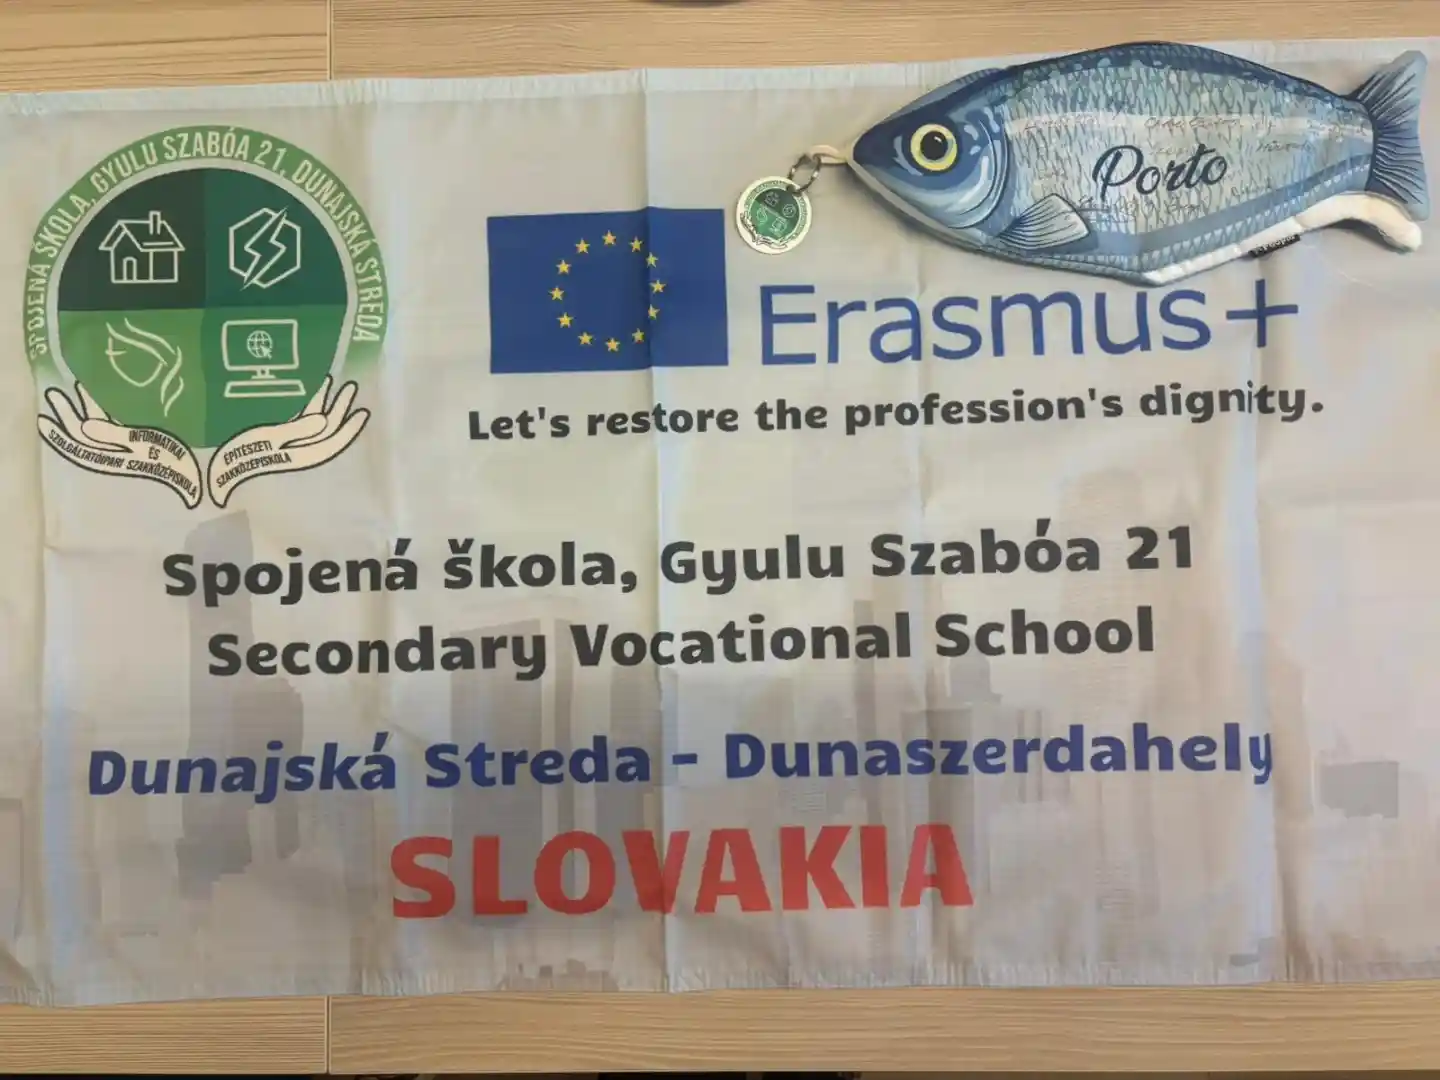 SPOJENÁ ŠKOLA, GYULU SZABÓA 21, DUNAJSKÁ STREDA
INFORMATIKAI
ÉS
SZOLGÁLTATÓIPARI SZAKKÖZÉPISKOLA
ÉPÍTÉSZETI
SZAKKÖZÉPISKOLA
Porto
Erasmus+
Let's restore the profession's dignity.
Spojená škola, Gyulu Szabóa 21
Secondary Vocational School
Dunajská Streda - Dunaszerdahely
SLOVAKIA